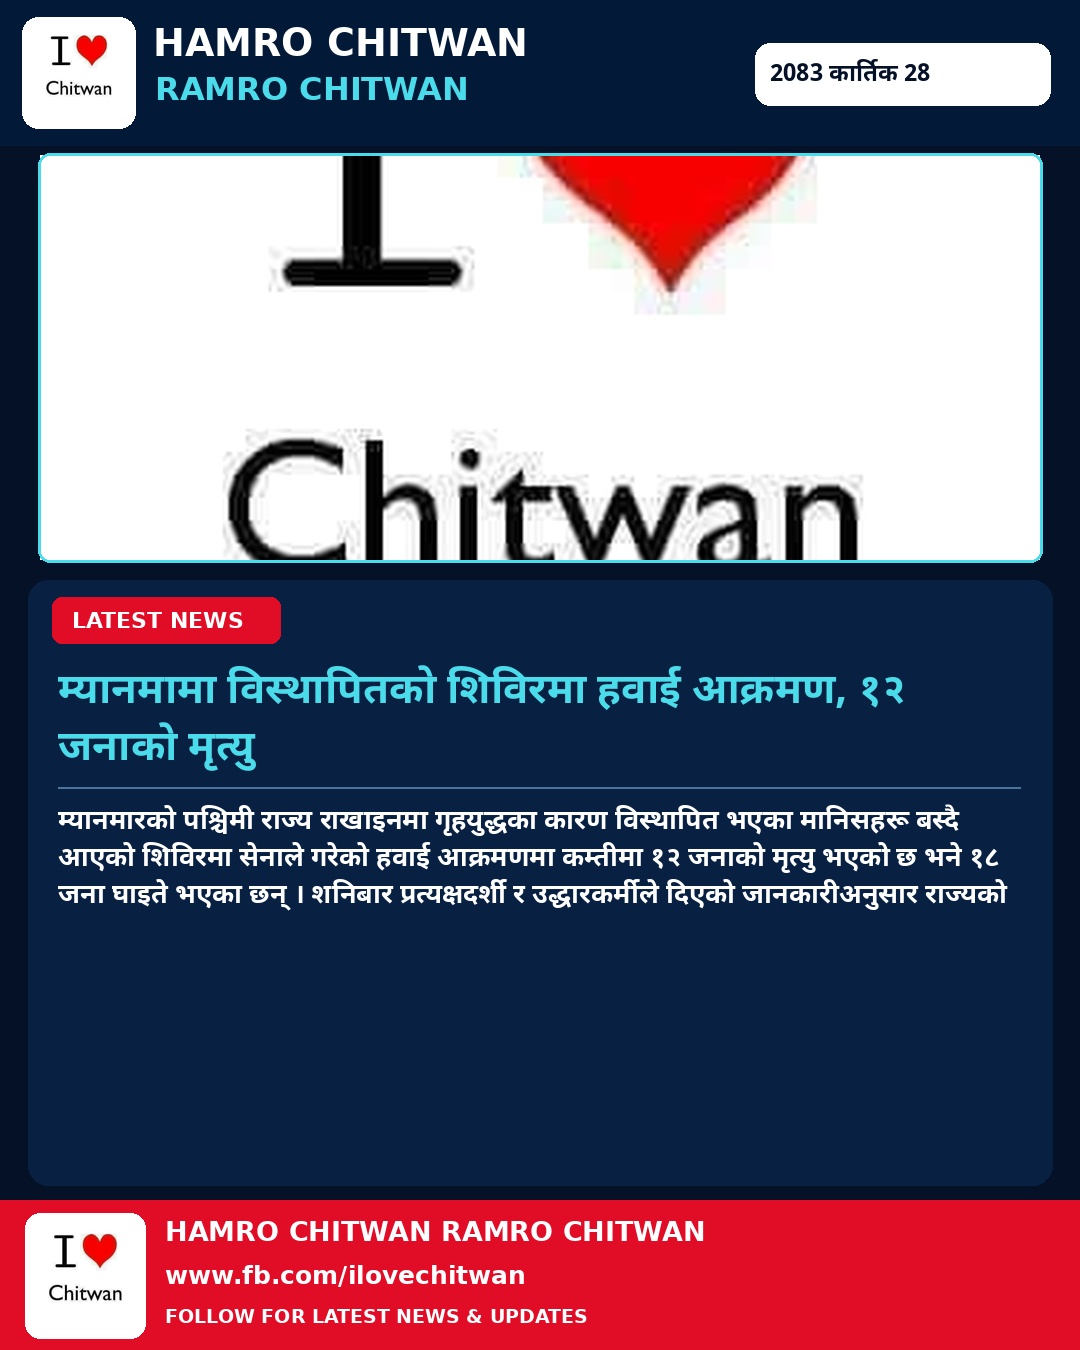 I ❤ Chitwan
HAMRO CHITWAN
RAMRO CHITWAN
2083 कार्तिक 28
I ❤
Chitwan
LATEST NEWS
म्यानमामा विस्थापितको शिविरमा हवाई आक्रमण, १२
जनाको मृत्यु
म्यानमारको पश्चिमी राज्य राखाइनमा गृहयुद्धका कारण विस्थापित भएका मानिसहरू बस्दै
आएको शिविरमा सेनाले गरेको हवाई आक्रमणमा कम्तीमा १२ जनाको मृत्यु भएको छ भने १८
जना घाइते भएका छन् । शनिबार प्रत्यक्षदर्शी र उद्धारकर्मीले दिएको जानकारीअनुसार राज्यको
I ❤
Chitwan
HAMRO CHITWAN RAMRO CHITWAN
www.fb.com/ilovechitwan
FOLLOW FOR LATEST NEWS & UPDATES